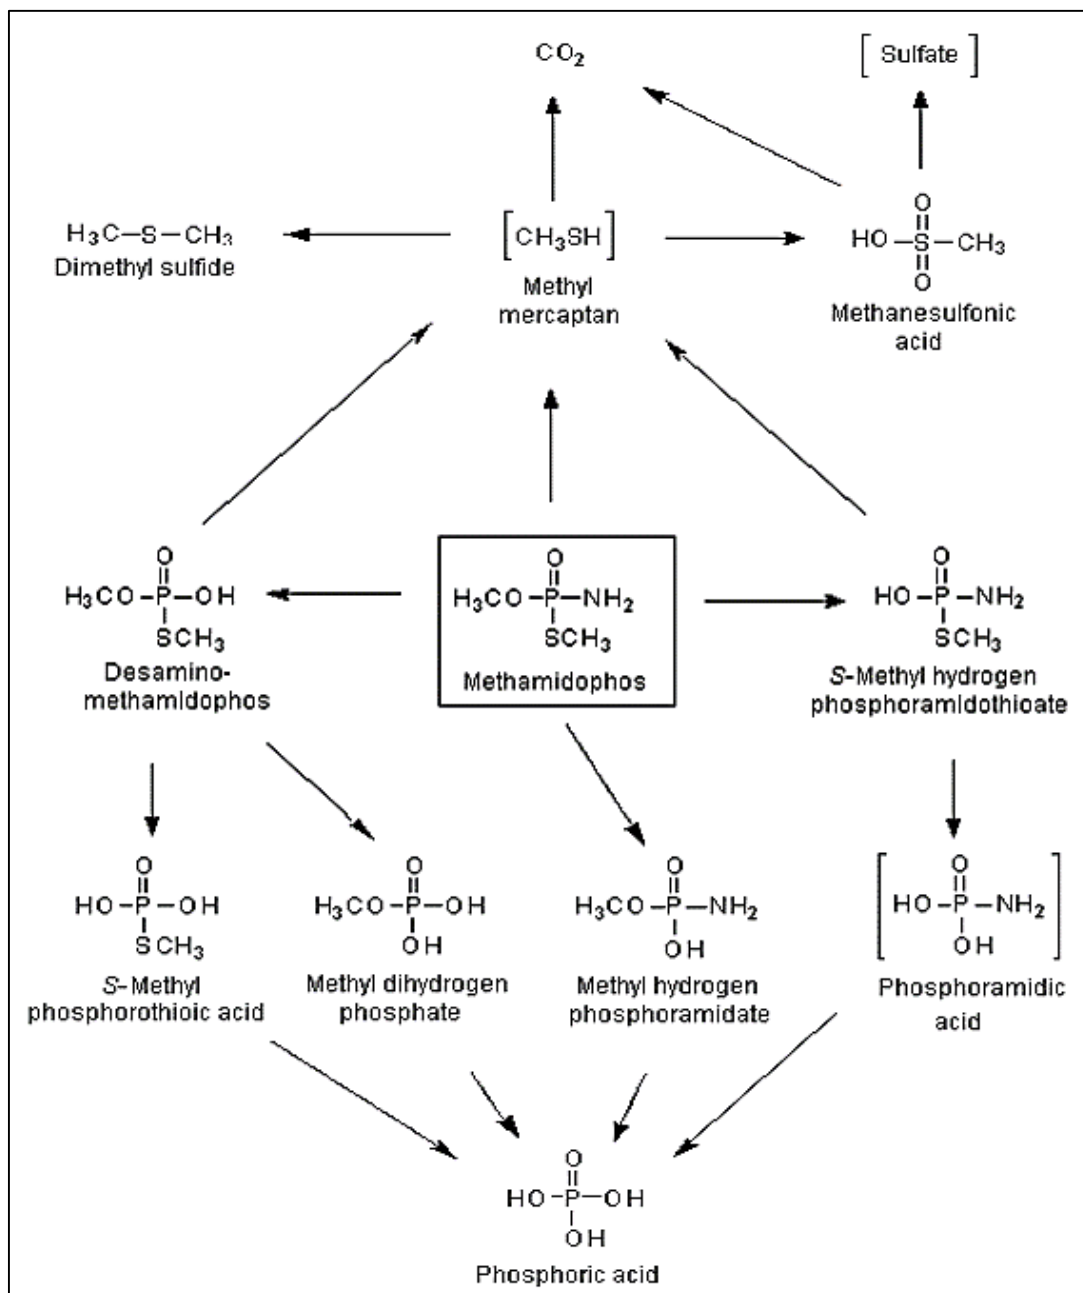 CO₂
[ Sulfate ]
H₃C–S–CH₃
Dimethyl sulfide
[CH₃SH]
Methyl
mercaptan
O
HO–S–CH₃
O
Methanesulfonic
acid
O
H₃CO–P–OH
SCH₃
Desamino-
methamidophos
O
H₃CO–P–NH₂
SCH₃
Methamidophos
O
HO–P–NH₂
SCH₃
S-Methyl hydrogen
phosphoramidothioate
O
HO–P–OH
SCH₃
S-Methyl
phosphorothioic acid
O
H₃CO–P–OH
OH
Methyl dihydrogen
phosphate
O
H₃CO–P–NH₂
OH
Methyl hydrogen
phosphoramidate
O
HO–P–NH₂
OH
Phosphoramidic
acid
O
HO–P–OH
OH
Phosphoric acid